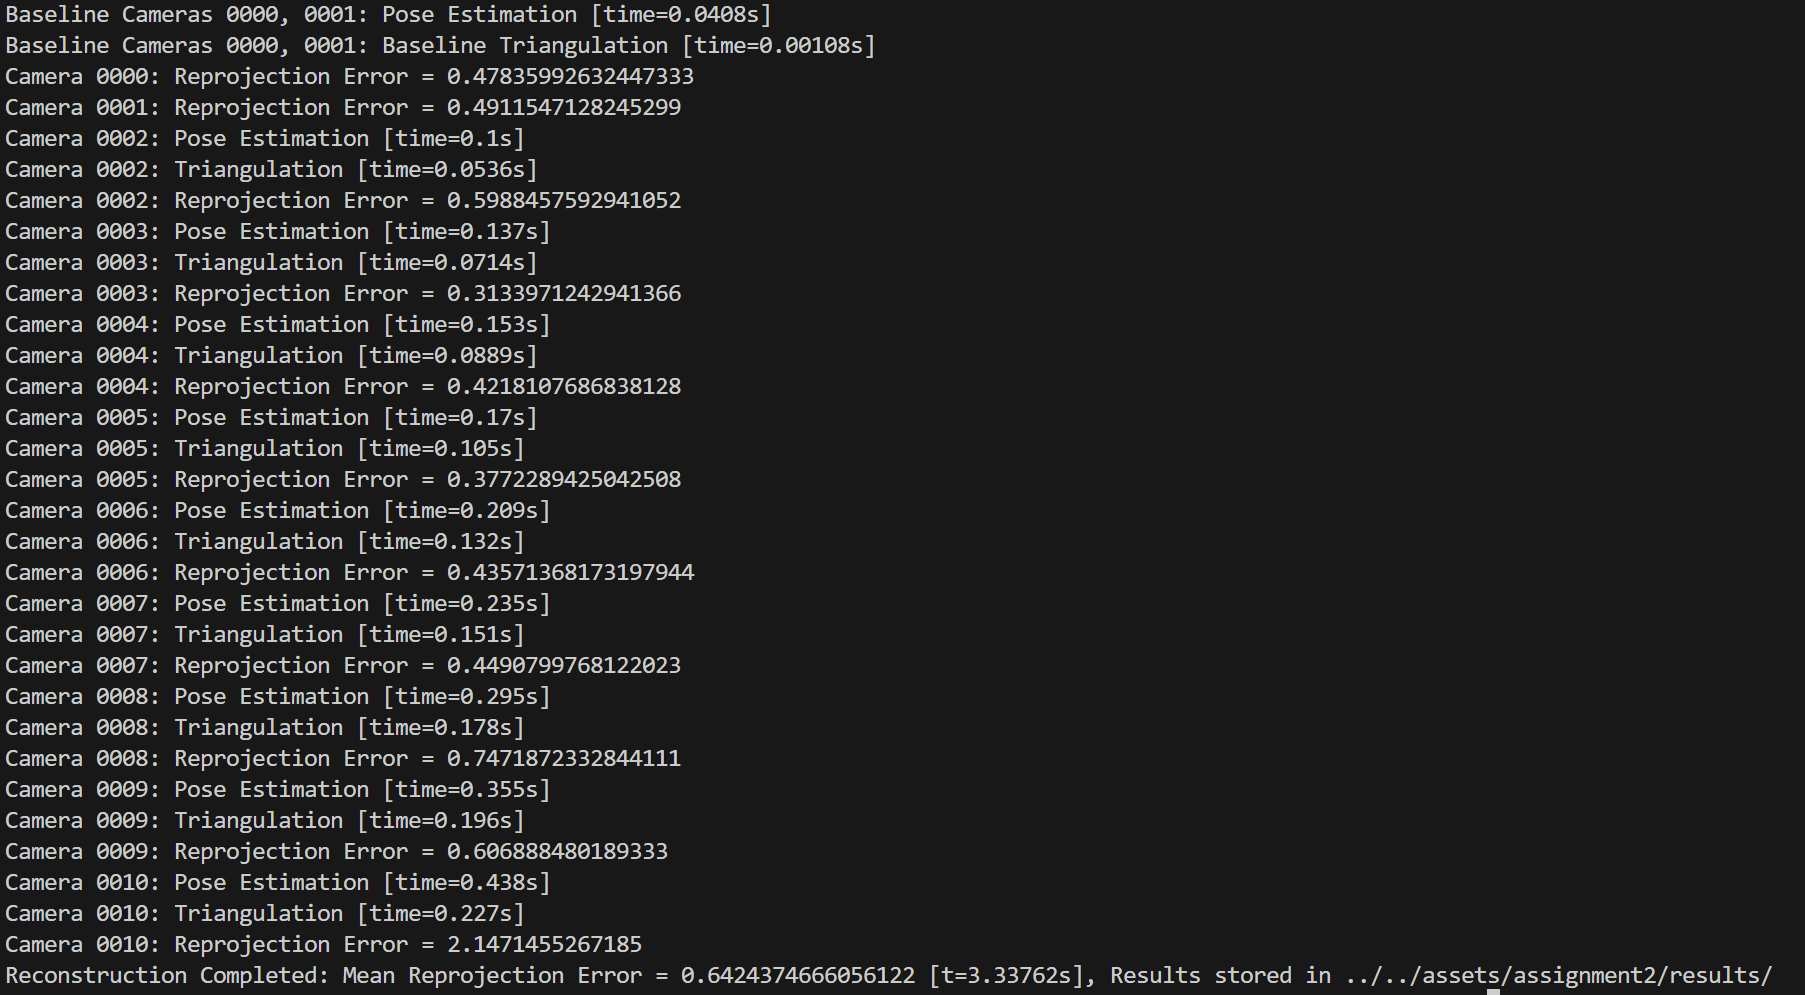 Baseline Cameras 0000, 0001: Pose Estimation [time=0.0408s]
Baseline Cameras 0000, 0001: Baseline Triangulation [time=0.00108s]
Camera 0000: Reprojection Error = 0.47835992632447333
Camera 0001: Reprojection Error = 0.4911547128245299
Camera 0002: Pose Estimation [time=0.1s]
Camera 0002: Triangulation [time=0.0536s]
Camera 0002: Reprojection Error = 0.5988457592941052
Camera 0003: Pose Estimation [time=0.137s]
Camera 0003: Triangulation [time=0.0714s]
Camera 0003: Reprojection Error = 0.3133971242941366
Camera 0004: Pose Estimation [time=0.153s]
Camera 0004: Triangulation [time=0.0889s]
Camera 0004: Reprojection Error = 0.4218107686838128
Camera 0005: Pose Estimation [time=0.17s]
Camera 0005: Triangulation [time=0.105s]
Camera 0005: Reprojection Error = 0.3772289425042508
Camera 0006: Pose Estimation [time=0.209s]
Camera 0006: Triangulation [time=0.132s]
Camera 0006: Reprojection Error = 0.43571368173197944
Camera 0007: Pose Estimation [time=0.235s]
Camera 0007: Triangulation [time=0.151s]
Camera 0007: Reprojection Error = 0.4490799768122023
Camera 0008: Pose Estimation [time=0.295s]
Camera 0008: Triangulation [time=0.178s]
Camera 0008: Reprojection Error = 0.7471872332844111
Camera 0009: Pose Estimation [time=0.355s]
Camera 0009: Triangulation [time=0.196s]
Camera 0009: Reprojection Error = 0.606888480189333
Camera 0010: Pose Estimation [time=0.438s]
Camera 0010: Triangulation [time=0.227s]
Camera 0010: Reprojection Error = 2.1471455267185
Reconstruction Completed: Mean Reprojection Error = 0.6424374666056122 [t=3.33762s], Results stored in ../../assets/assignment2/results/